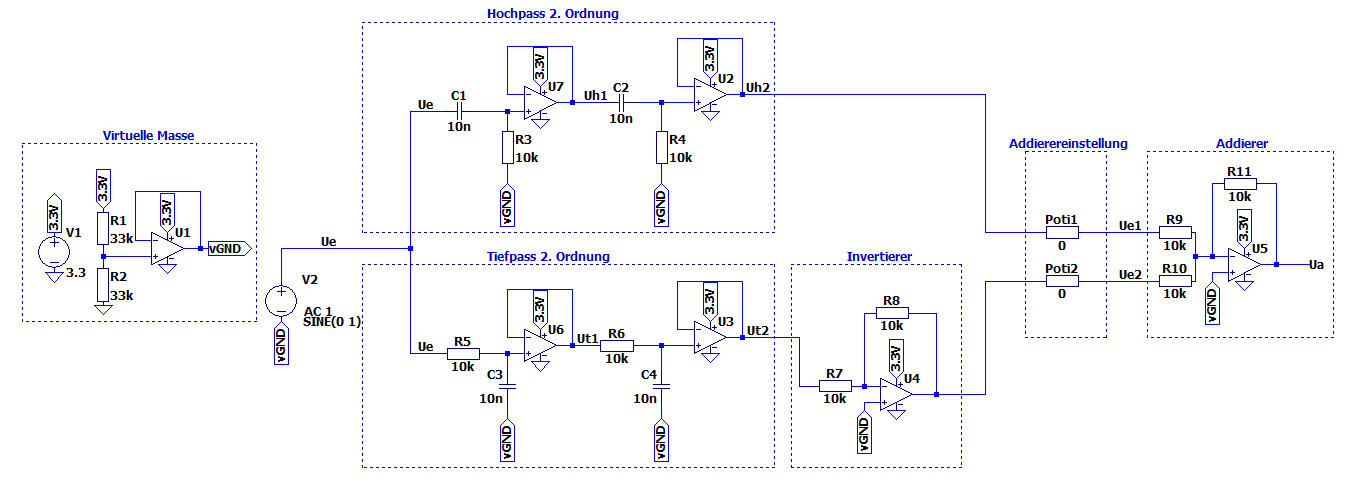 Hochpass 2. Ordnung
3.3V
U7
3.3V
U2
Ue
C1
10n
Uh1
C2
10n
Uh2
R3
10k
R4
10k
vGND
vGND
Virtuelle Masse
3.3V
V1
3.3
3.3V
R1
33k
R2
33k
3.3V
U1
vGND
Ue
V2
AC 1
SINE(0 1)
vGND
Tiefpass 2. Ordnung
Ue
R5
10k
3.3V
U6
Ut1
R6
10k
3.3V
U3
Ut2
C3
10n
C4
10n
vGND
vGND
Invertierer
R8
10k
R7
10k
3.3V
U4
vGND
Addierereinstellung
Poti1
0
Ue1
Poti2
0
Ue2
Addierer
R11
10k
R9
10k
R10
10k
3.3V
U5
vGND
Ua